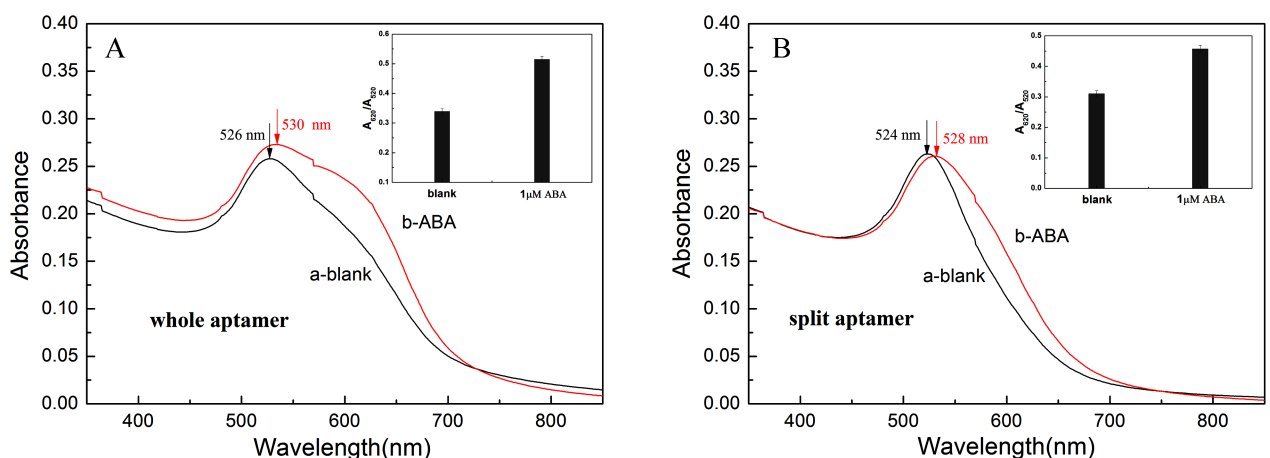 A
0.40
0.35
0.30
0.25
0.20
0.15
0.10
0.05
0.00
Absorbance
400
500
600
700
800
Wavelength(nm)
526 nm
530 nm
b-ABA
a-blank
whole aptamer
0.6
0.5
0.4
0.3
0.2
0.1
A620/A520
blank
1μM ABA
B
0.40
0.35
0.30
0.25
0.20
0.15
0.10
0.05
0.00
Absorbance
400
500
600
700
800
Wavelength(nm)
524 nm
528 nm
b-ABA
a-blank
split aptamer
0.5
0.4
0.3
0.2
0.1
0.0
A620/A520
blank
1μM ABA